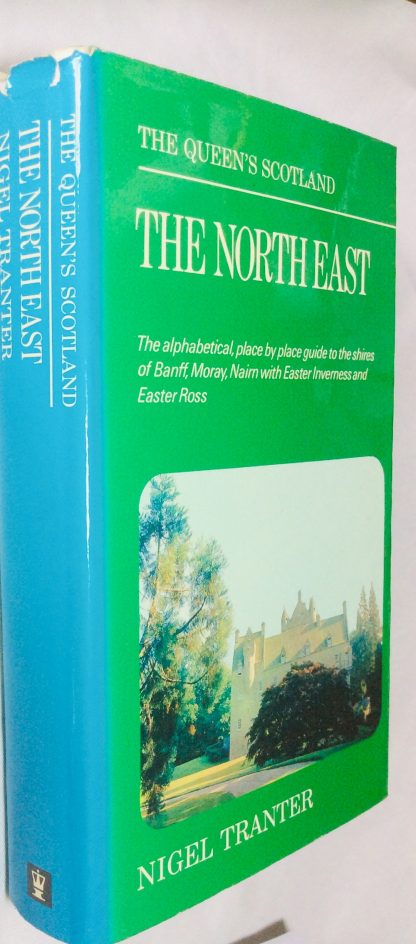 THE QUEEN'S SCOTLAND
THE NORTH EAST
The alphabetical, place by place guide to the shires
of Banff, Moray, Nairn with Easter Inverness and
Easter Ross
NIGEL TRANTER
THE QUEEN'S SCOTLAND
THE NORTH EAST
NIGEL TRANTER